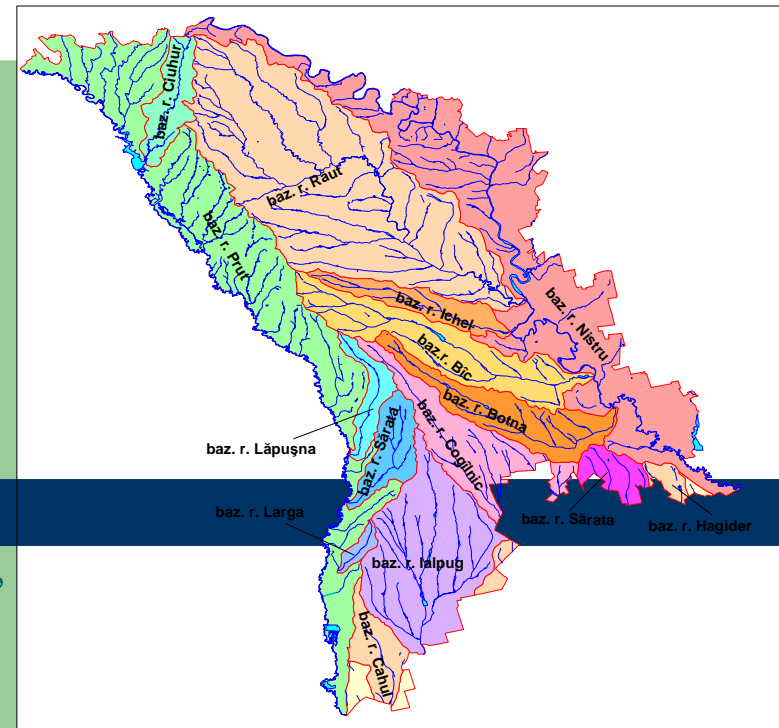 baz. r. Ciuhur
baz. r. Răut
baz. r. Prut
baz. r. Ichel
baz. r. Nistru
baz.r. Bîc
baz. r. Botna
baz. r. Cogîlnic
baz. r. Lăpuşna
baz. r. Sărata
baz. r. Larga
baz. r. Sărata
baz. r. Hagider
baz. r. Ialpug
baz. r. Cahul
,